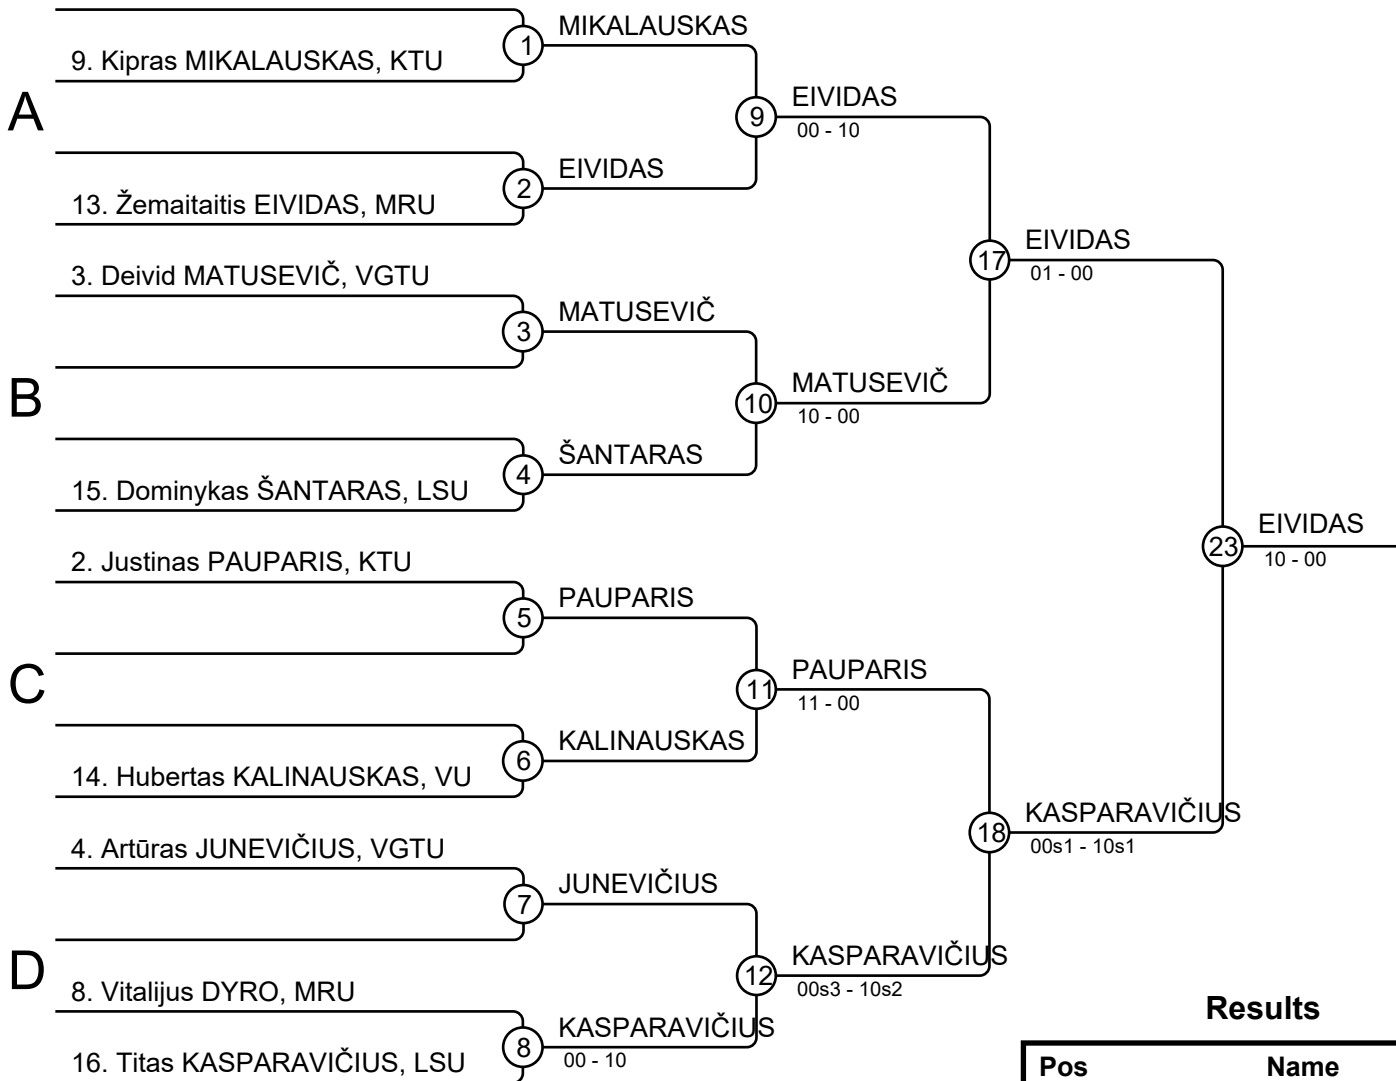 MIKALAUSKAS
1
9. Kipras MIKALAUSKAS, KTU
A
EIVIDAS
9
00 - 10
EIVIDAS
2
13. Žemaitaitis EIVIDAS, MRU
EIVIDAS
17
01 - 00
3. Deivid MATUSEVIČ, VGTU
MATUSEVIČ
3
B
MATUSEVIČ
10
10 - 00
ŠANTARAS
4
15. Dominykas ŠANTARAS, LSU
EIVIDAS
23
10 - 00
2. Justinas PAUPARIS, KTU
PAUPARIS
5
C
PAUPARIS
11
11 - 00
KALINAUSKAS
6
14. Hubertas KALINAUSKAS, VU
KASPARAVIČIUS
18
00s1 - 10s1
4. Artūras JUNEVIČIUS, VGTU
JUNEVIČIUS
7
D
KASPARAVIČIUS
12
00s3 - 10s2
8. Vitalijus DYRO, MRU
KASPARAVIČIUS
8
00 - 10
16. Titas KASPARAVIČIUS, LSU
Results
Pos Name